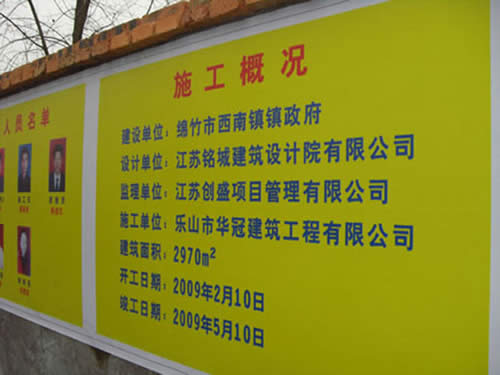 人员名单
施工概况
建设单位：绵竹市西南镇镇政府
设计单位：江苏铭城建筑设计院有限公司
监理单位：江苏创盛项目管理有限公司
施工单位：乐山市华冠建筑工程有限公司
建筑面积：2970m²
开工日期：2009年2月10日
竣工日期：2009年5月10日